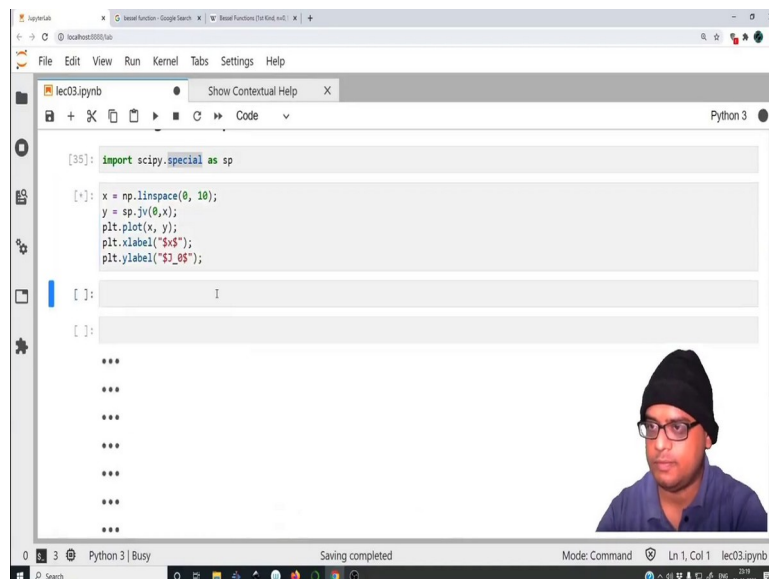 JupyterLab
bessel function - Google Search
Bessel Functions (1st Kind, n=0,
localhost:8888/lab
File Edit View Run Kernel Tabs Settings Help
lec03.ipynb
Show Contextual Help
Code
Python 3
[35]: import scipy.special as sp
[*]: x = np.linspace(0, 10);
y = sp.jv(0,x);
plt.plot(x, y);
plt.xlabel("$x$");
plt.ylabel("$J_0$");
[ ]:
[ ]:
0 $_ 3 Python 3 | Busy Saving completed Mode: Command Ln 1, Col 1 lec03.ipynb
Search
ENG
23:19